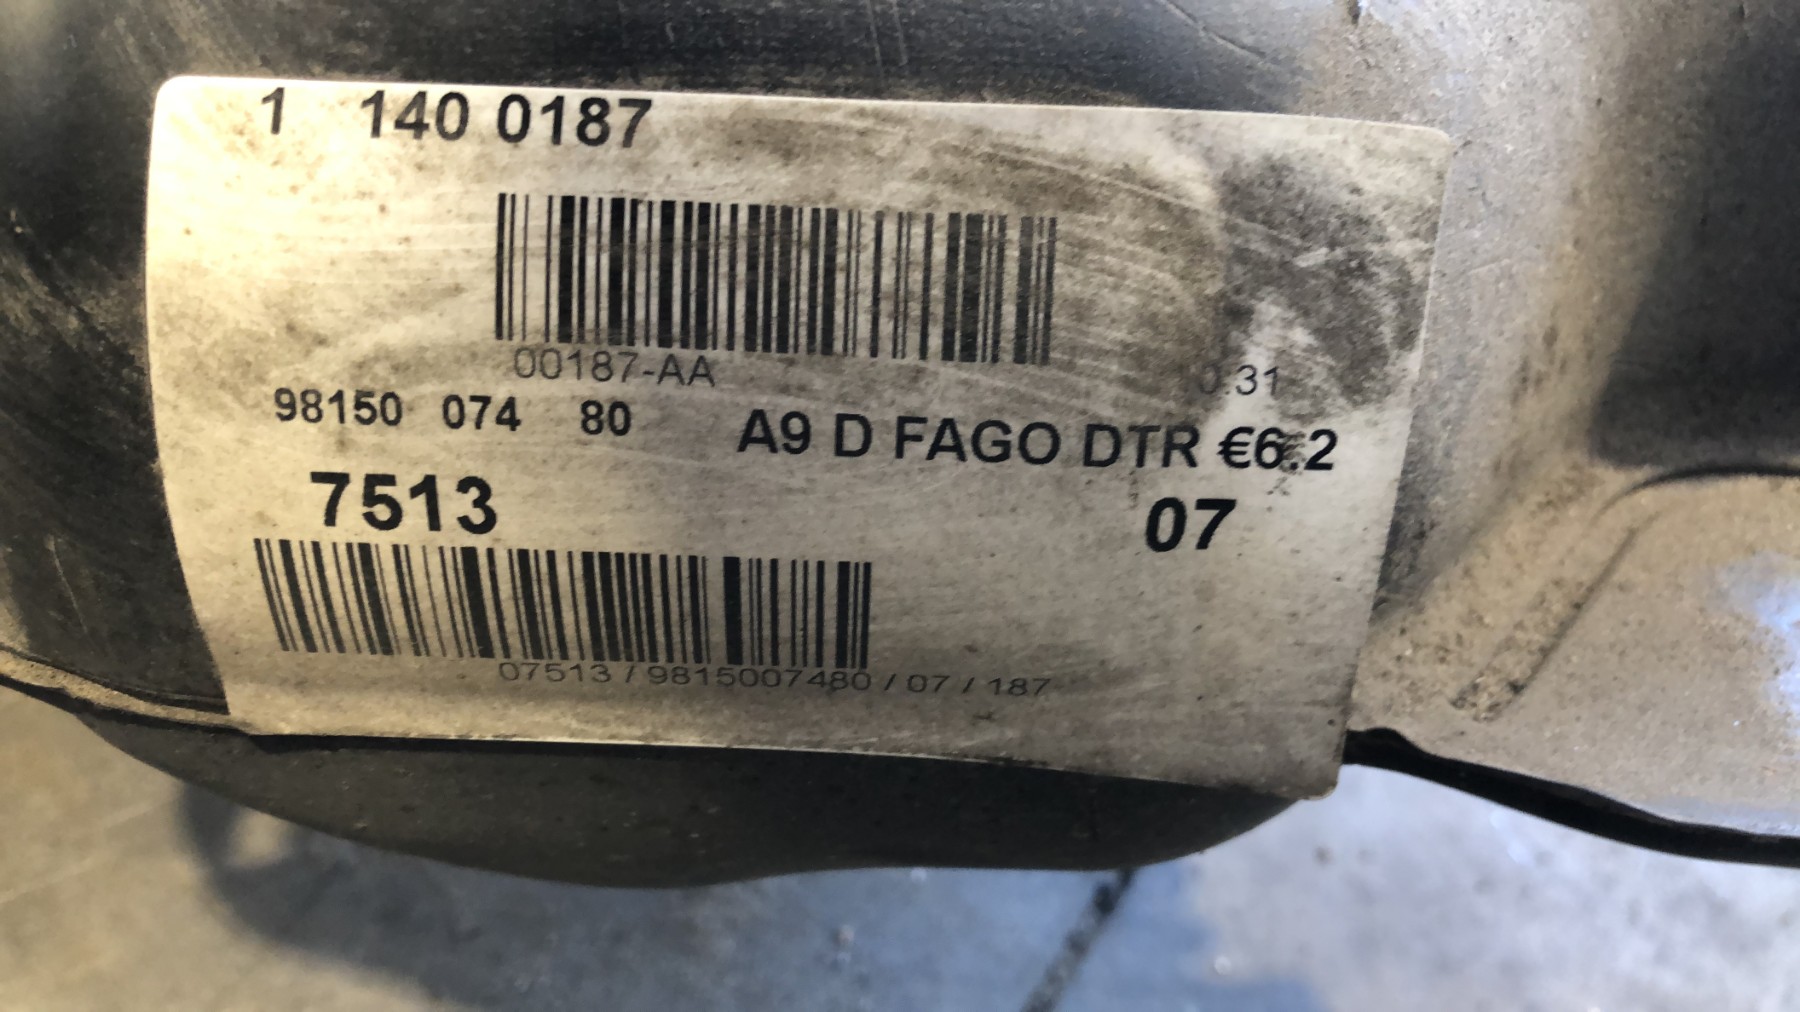 1 140 0187
00187-AA 0.31
98150 074 80 A9 D FAGO DTR €6.2
7513 07
07513 / 9815007480 / 07 / 187